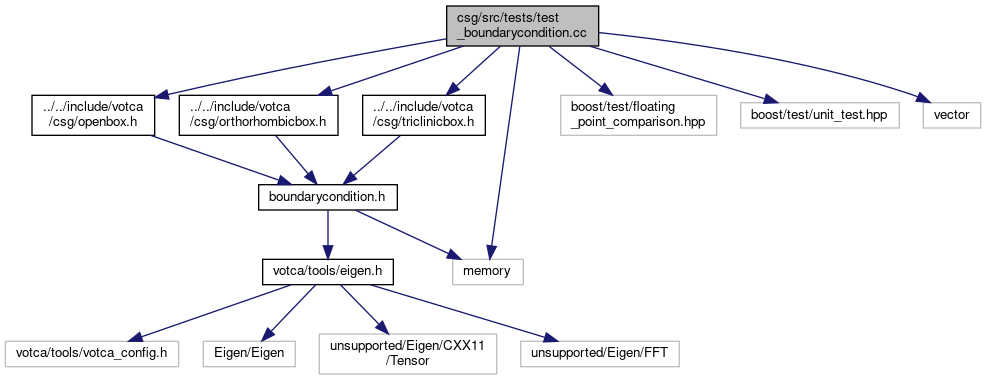 csg/src/tests/test
_boundarycondition.cc
../../include/votca
/csg/openbox.h
../../include/votca
/csg/orthorhombicbox.h
../../include/votca
/csg/triclinicbox.h
boost/test/floating
_point_comparison.hpp
boost/test/unit_test.hpp
vector
boundarycondition.h
votca/tools/eigen.h
memory
votca/tools/votca_config.h
Eigen/Eigen
unsupported/Eigen/CXX11
/Tensor
unsupported/Eigen/FFT